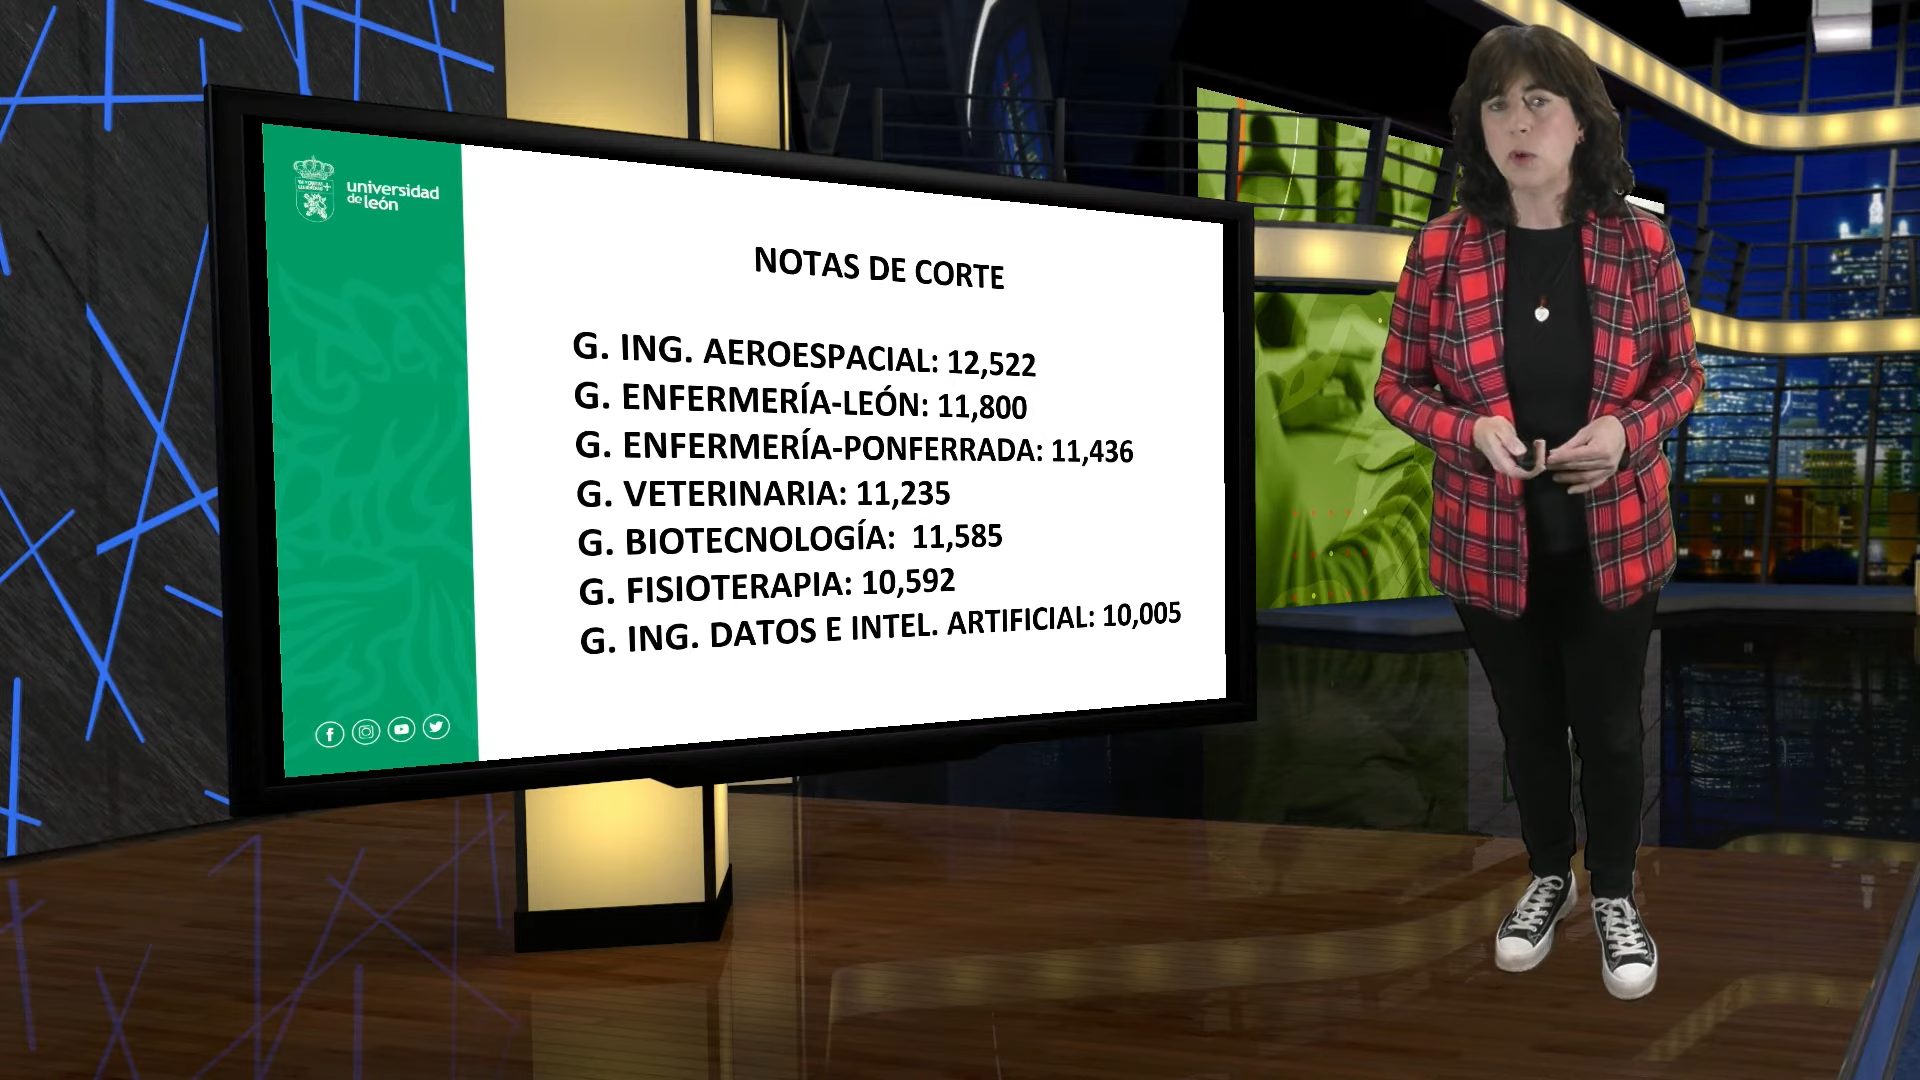 universidad
de león
NOTAS DE CORTE
G. ING. AEROESPACIAL: 12,522
G. ENFERMERÍA-LEÓN: 11,800
G. ENFERMERÍA-PONFERRADA: 11,436
G. VETERINARIA: 11,235
G. BIOTECNOLOGÍA: 11,585
G. FISIOTERAPIA: 10,592
G. ING. DATOS E INTEL. ARTIFICIAL: 10,005